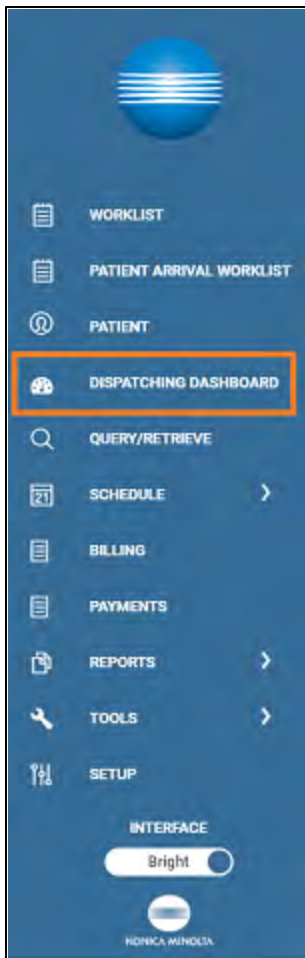 WORKLIST
PATIENT ARRIVAL WORKLIST
PATIENT
DISPATCHING DASHBOARD
QUERY/RETRIEVE
21 SCHEDULE
BILLING
PAYMENTS
REPORTS
TOOLS
SETUP
INTERFACE
Bright
KONICA MINOLTA